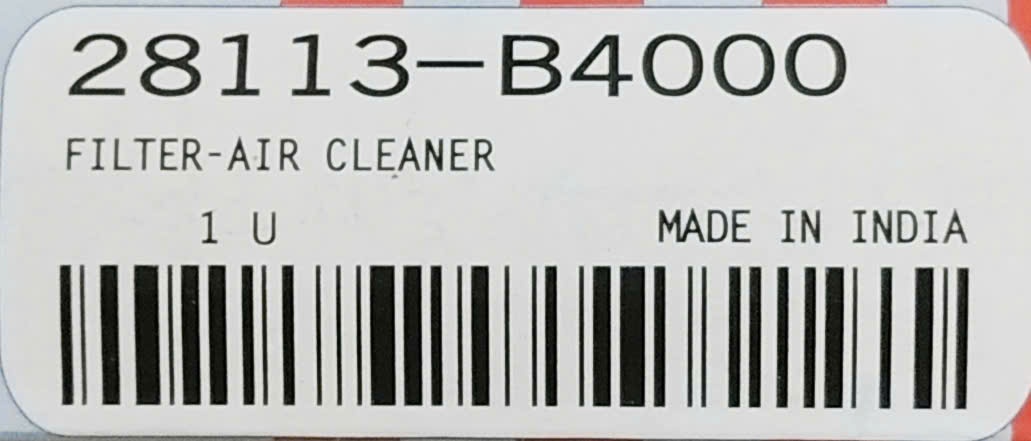 28113-B4000
FILTER-AIR CLEANER
1 U MADE IN INDIA